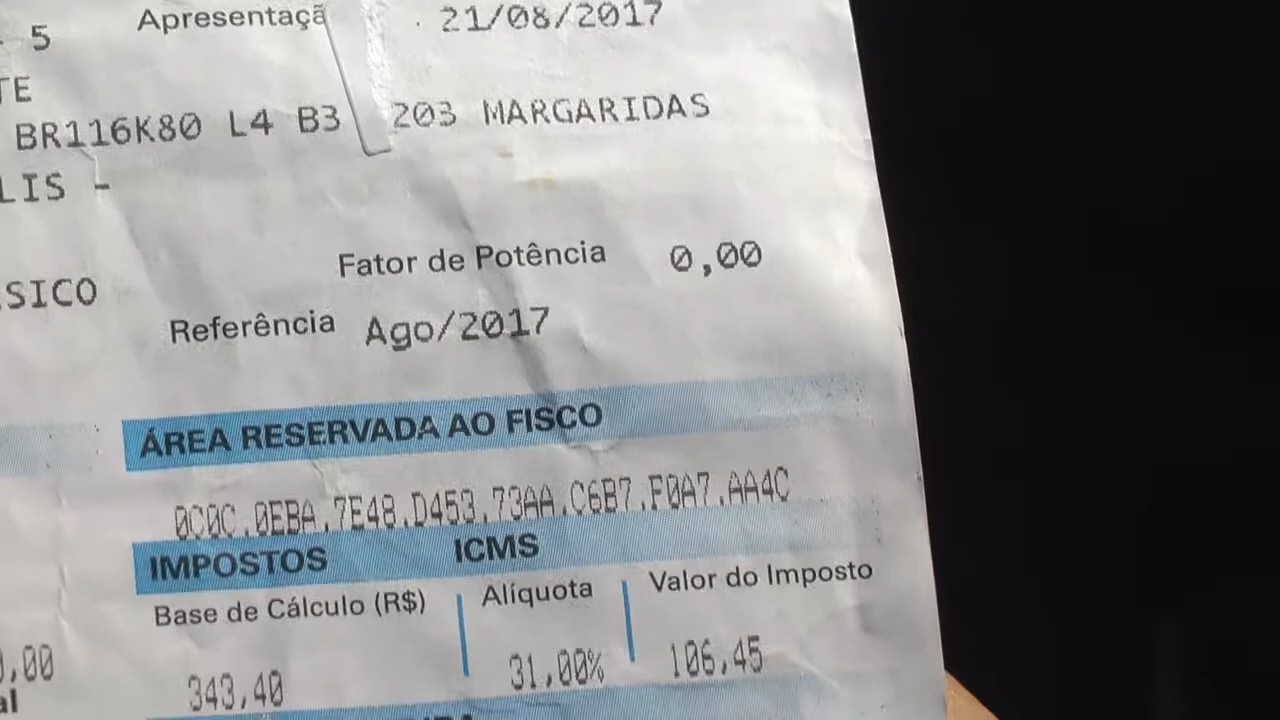 5 Apresentaçã 21/08/2017
TE
BR116K80 L4 B3 203 MARGARIDAS
LIS -
Fator de Potência 0,00
SICO
Referência Ago/2017
ÁREA RESERVADA AO FISCO
0C0C.0EBA.7E48.D453.73AA.C6B7.F0A7.AA4C
IMPOSTOS ICMS
Base de Cálculo (R$) Alíquota Valor do Imposto
,00 343,40 31,00% 106,45
al